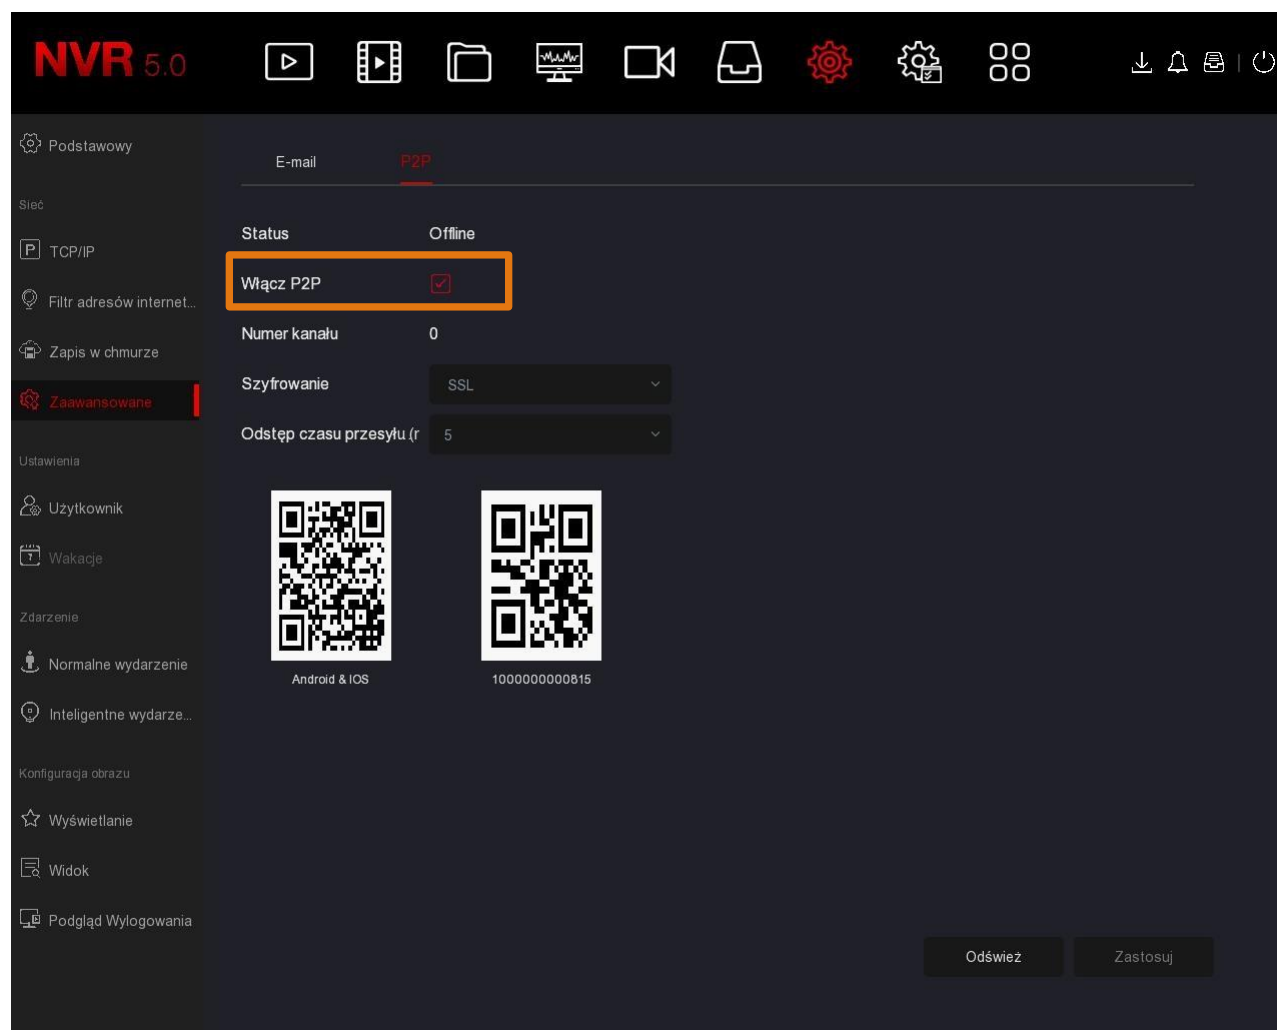 NVR 5.0
Podstawowy
Sieć
TCP/IP
Filtr adresów internet...
Zapis w chmurze
Zaawansowane
Ustawienia
Użytkownik
Wakacje
Zdarzenie
Normalne wydarzenie
Inteligentne wydarze...
Konfiguracja obrazu
Wyświetlanie
Widok
Podgląd Wylogowania
E-mail P2P
Status Offline
Włącz P2P
Numer kanału 0
Szyfrowanie SSL
Odstęp czasu przesyłu (r 5
Android & IOS 1000000000815
Odśwież Zastosuj